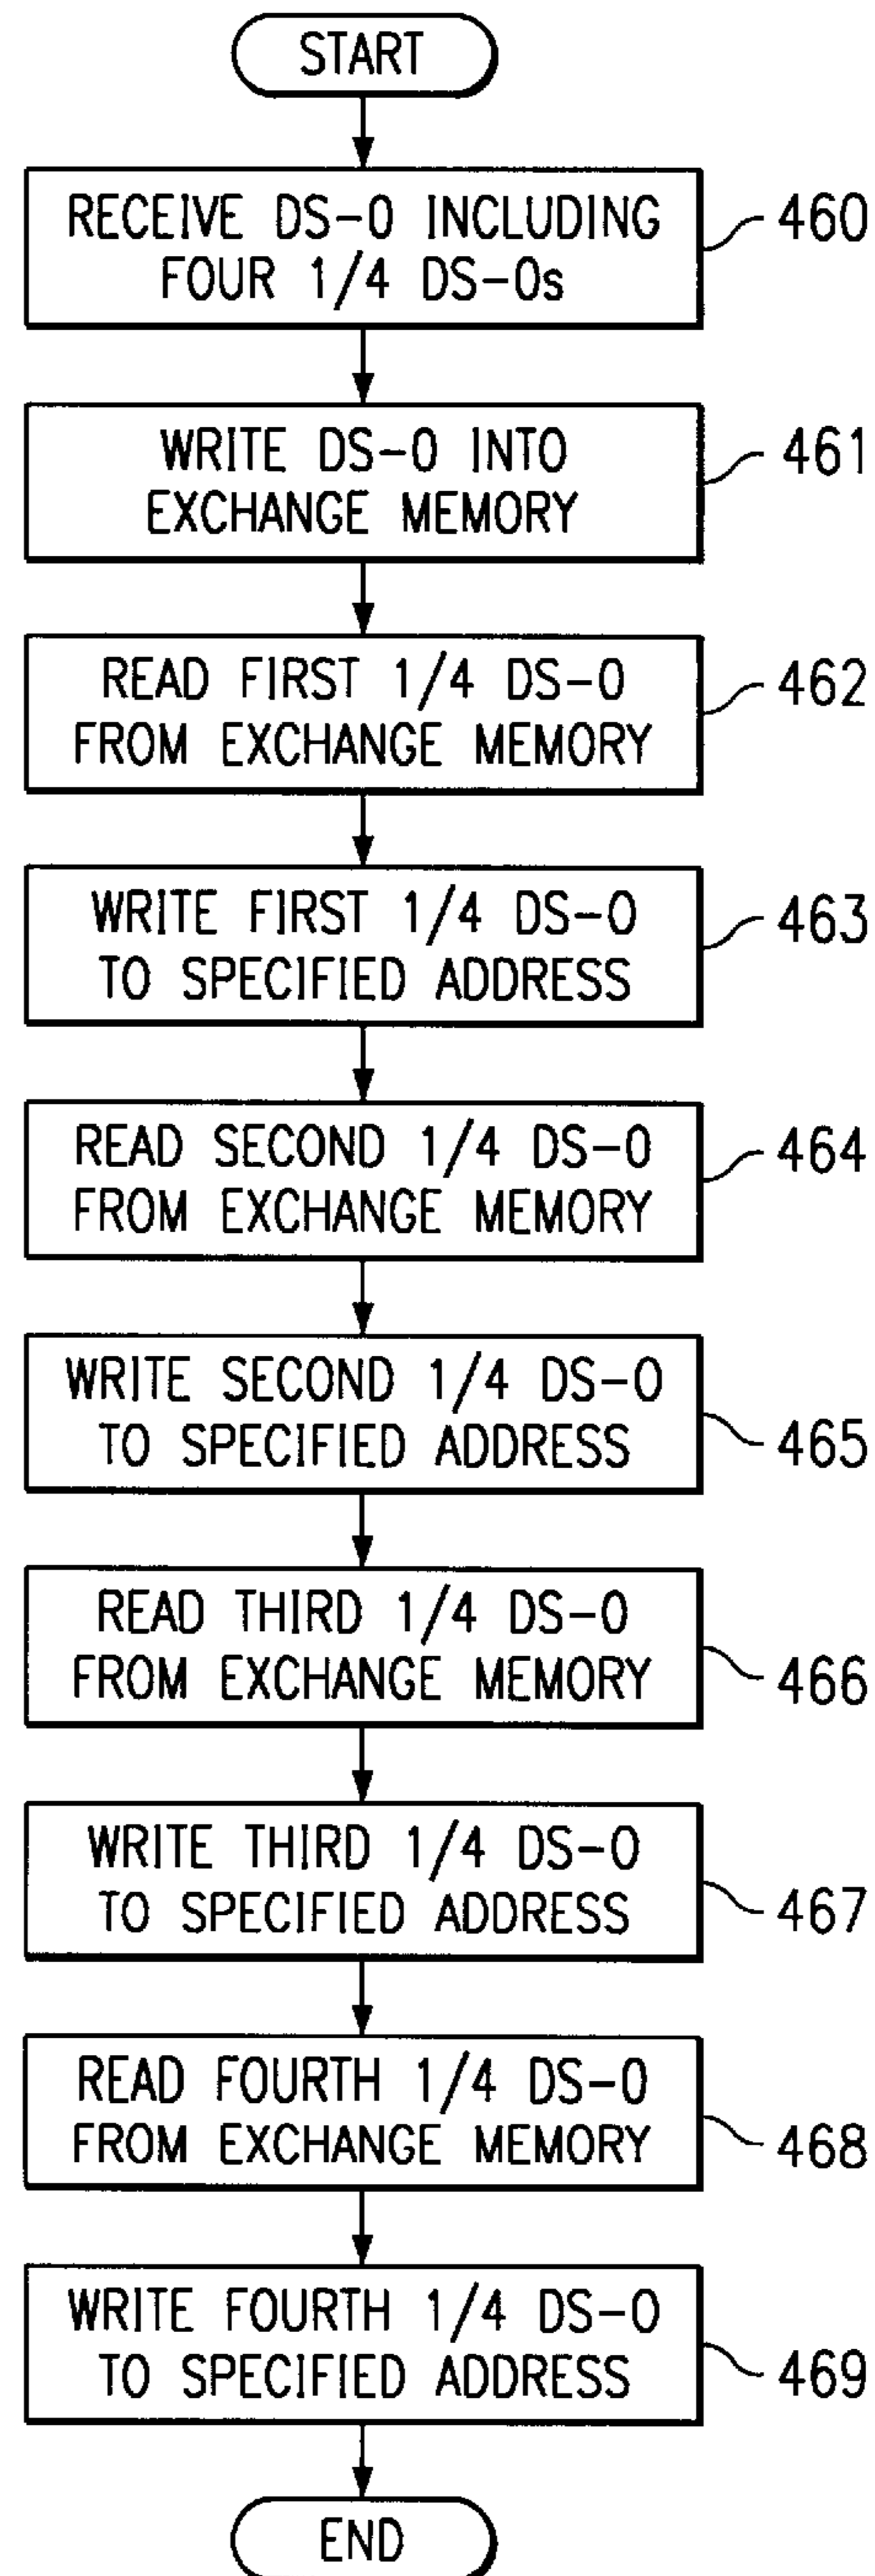 START
RECEIVE DS-0 INCLUDING
FOUR 1/4 DS-0s
460
WRITE DS-0 INTO
EXCHANGE MEMORY
461
READ FIRST 1/4 DS-0
FROM EXCHANGE MEMORY
462
WRITE FIRST 1/4 DS-0
TO SPECIFIED ADDRESS
463
READ SECOND 1/4 DS-0
FROM EXCHANGE MEMORY
464
WRITE SECOND 1/4 DS-0
TO SPECIFIED ADDRESS
465
READ THIRD 1/4 DS-0
FROM EXCHANGE MEMORY
466
WRITE THIRD 1/4 DS-0
TO SPECIFIED ADDRESS
467
READ FOURTH 1/4 DS-0
FROM EXCHANGE MEMORY
468
WRITE FOURTH 1/4 DS-0
TO SPECIFIED ADDRESS
469
END